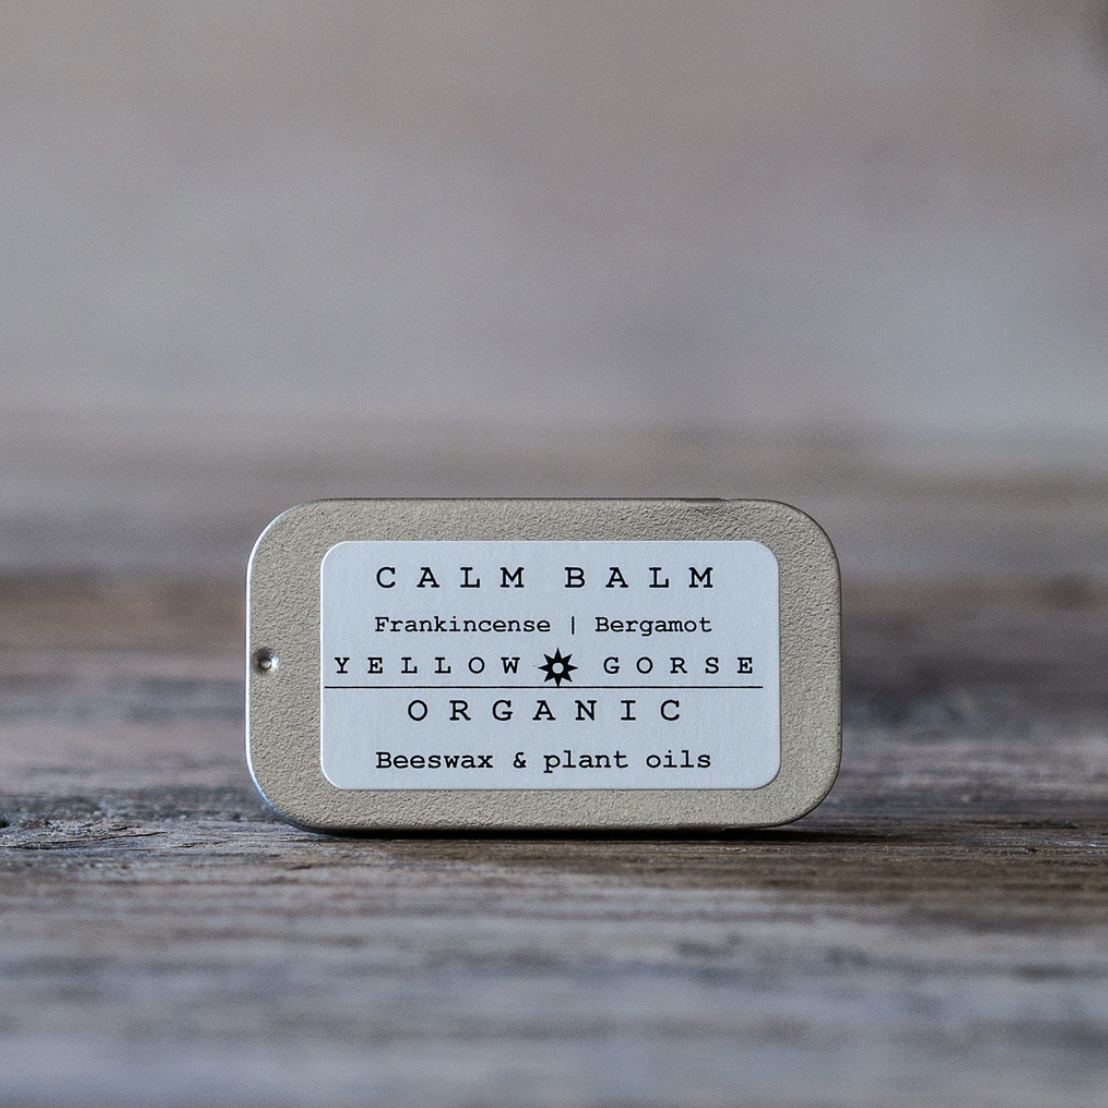 CALM BALM
Frankincense | Bergamot
YELLOW GORSE
ORGANIC
Beeswax & plant oils